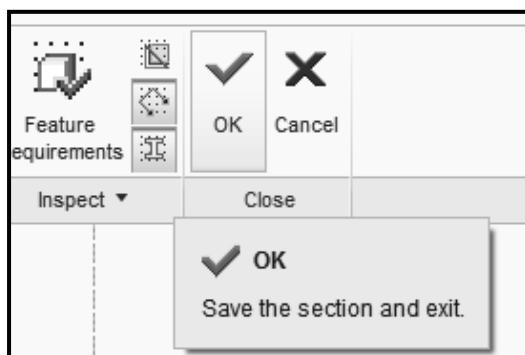 Feature
equirements
OK
Cancel
Inspect
Close
OK
Save the section and exit.